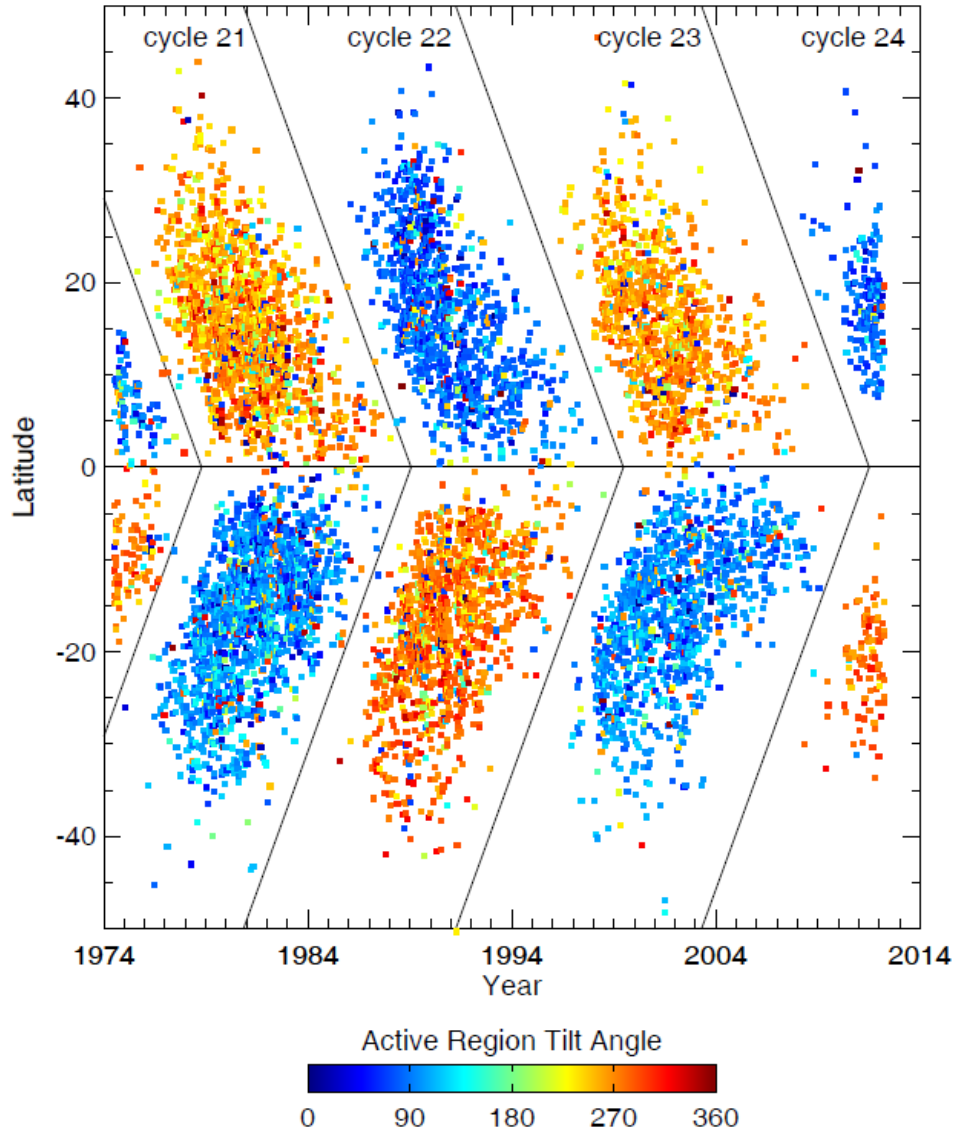 cycle 21 cycle 22 cycle 23 cycle 24
40
20
0
-20
-40
Latitude
1974 1984 1994 2004 2014
Year
Active Region Tilt Angle
0 90 180 270 360